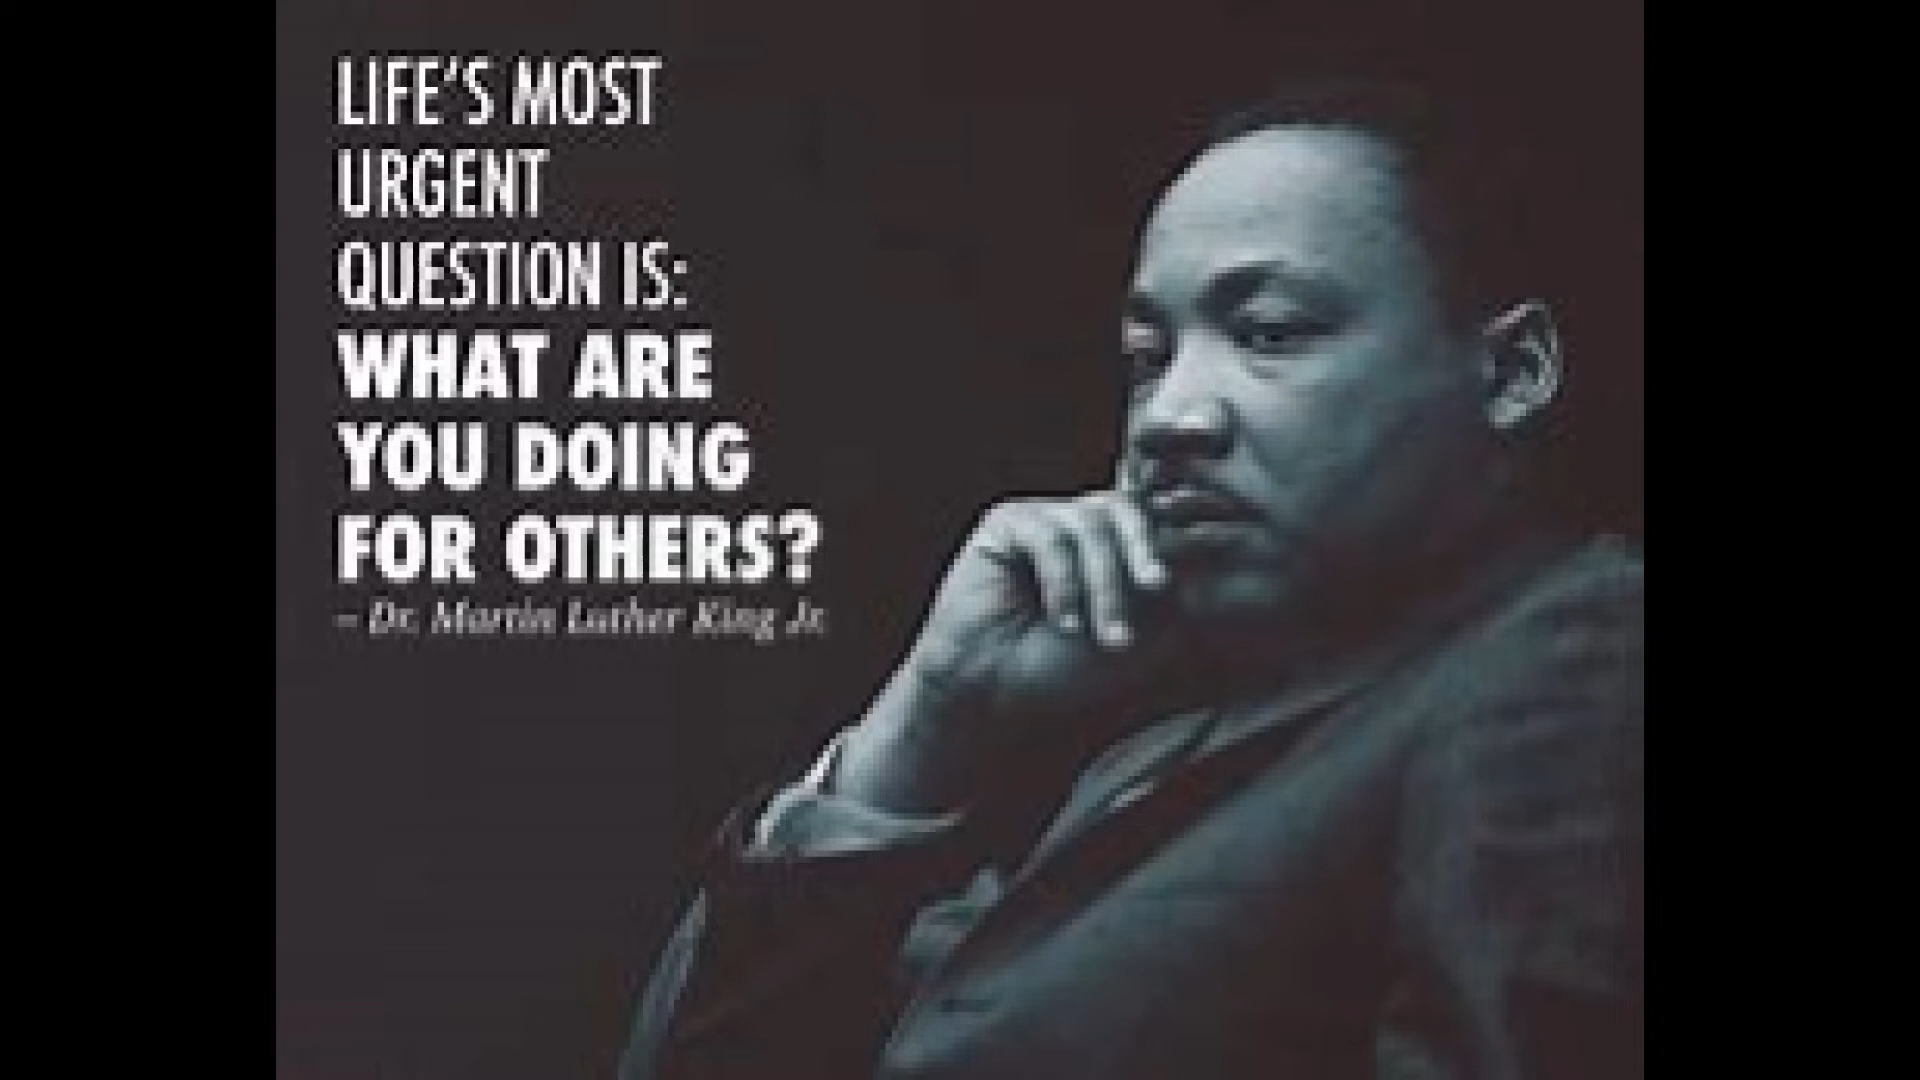 LIFE'S MOST
URGENT
QUESTION IS:
WHAT ARE
YOU DOING
FOR OTHERS?
– Dr. Martin Luther King Jr.